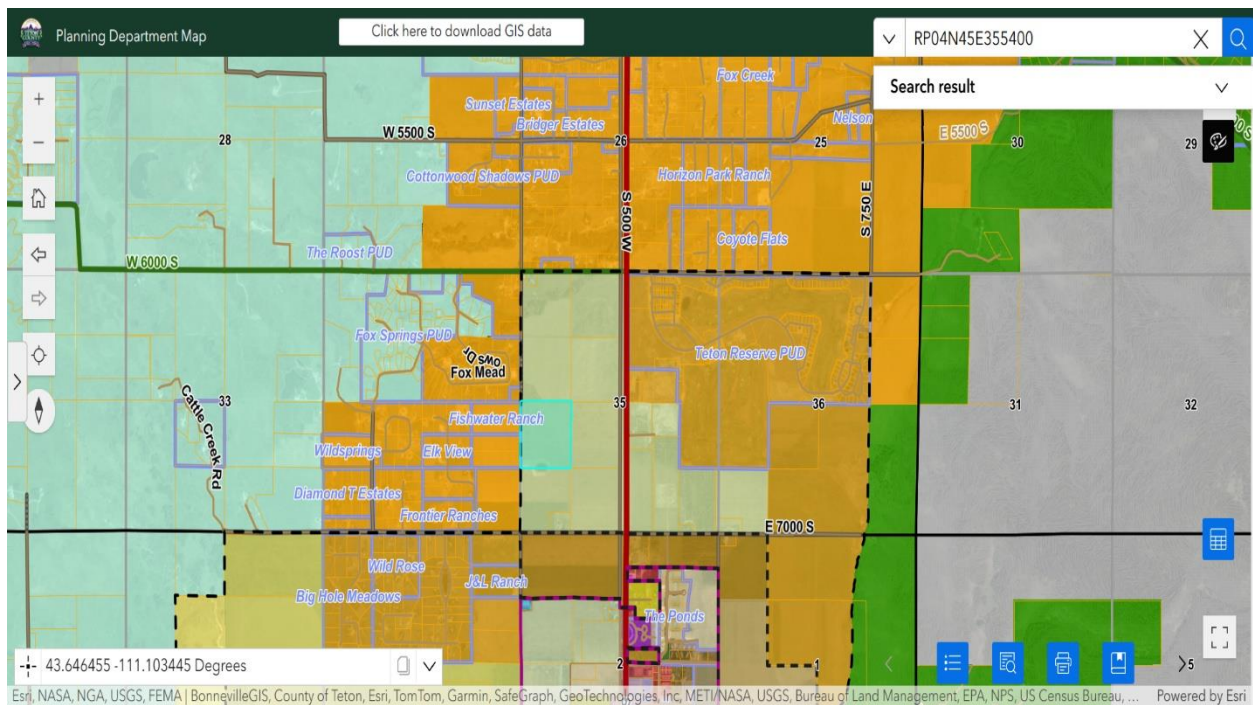 Planning Department Map
Click here to download GIS data
RP04N45E355400
Search result
Fox Creek
Sunset Estates
Bridger Estates
Nelson
W 5500 S
E 5500 S
28
26
25
30
29
Cottonwood Shadows PUD
Horizon Park Ranch
S 500 W
S 750 E
Coyote Flats
The Roost PUD
W 6000 S
Fox Springs PUD
Ows Dr
Fox Mead
Teton Reserve PUD
33
35
36
31
32
Cattle Creek Rd
Fishwater Ranch
Wildsprings
Elk View
Diamond T Estates
Frontier Ranches
E 7000 S
Wild Rose
J&L Ranch
Big Hole Meadows
The Ponds
2
1
5
43.646455 -111.103445 Degrees
Esri, NASA, NGA, USGS, FEMA | BonnevilleGIS, County of Teton, Esri, TomTom, Garmin, SafeGraph, GeoTechnologies, Inc, METI/NASA, USGS, Bureau of Land Management, EPA, NPS, US Census Bureau, ...
Powered by Esri